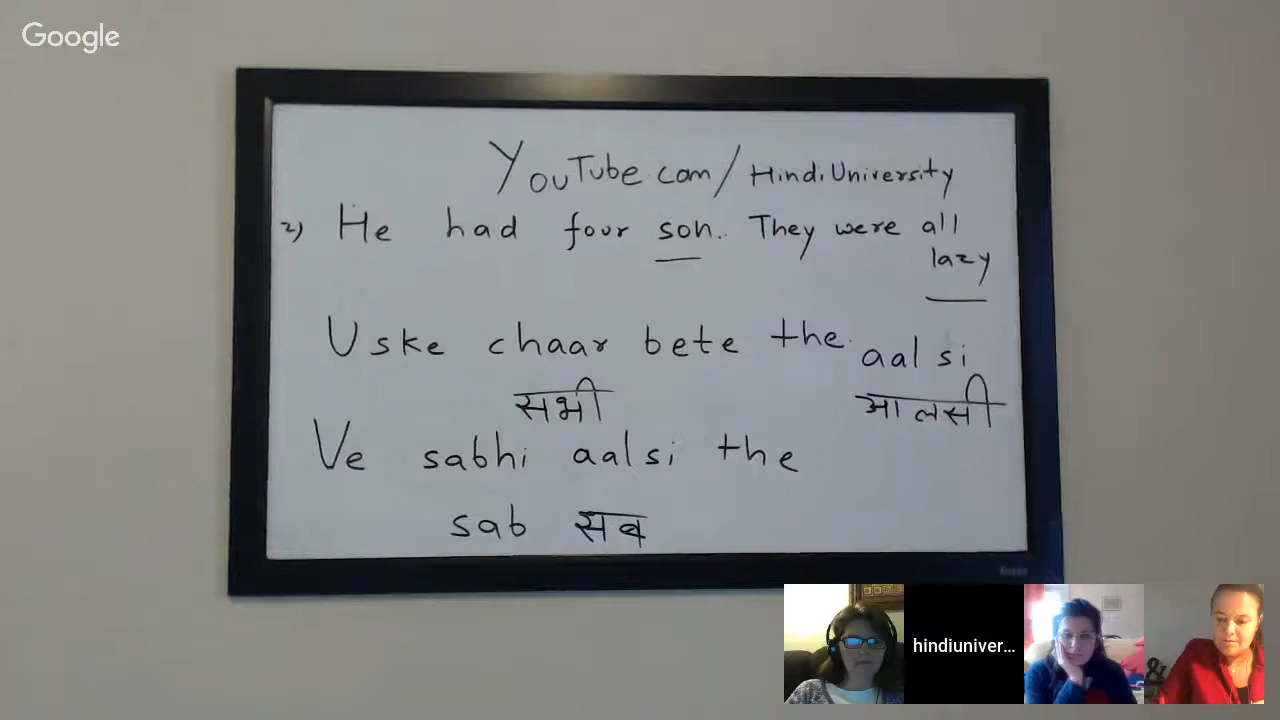 Google
YouTube.com/HindiUniversity
2) He had four son. They were all
lazy
Uske chaar bete the. aalsi
सभी आलसी
Ve sabhi aalsi the
sab सब
hindiuniver...